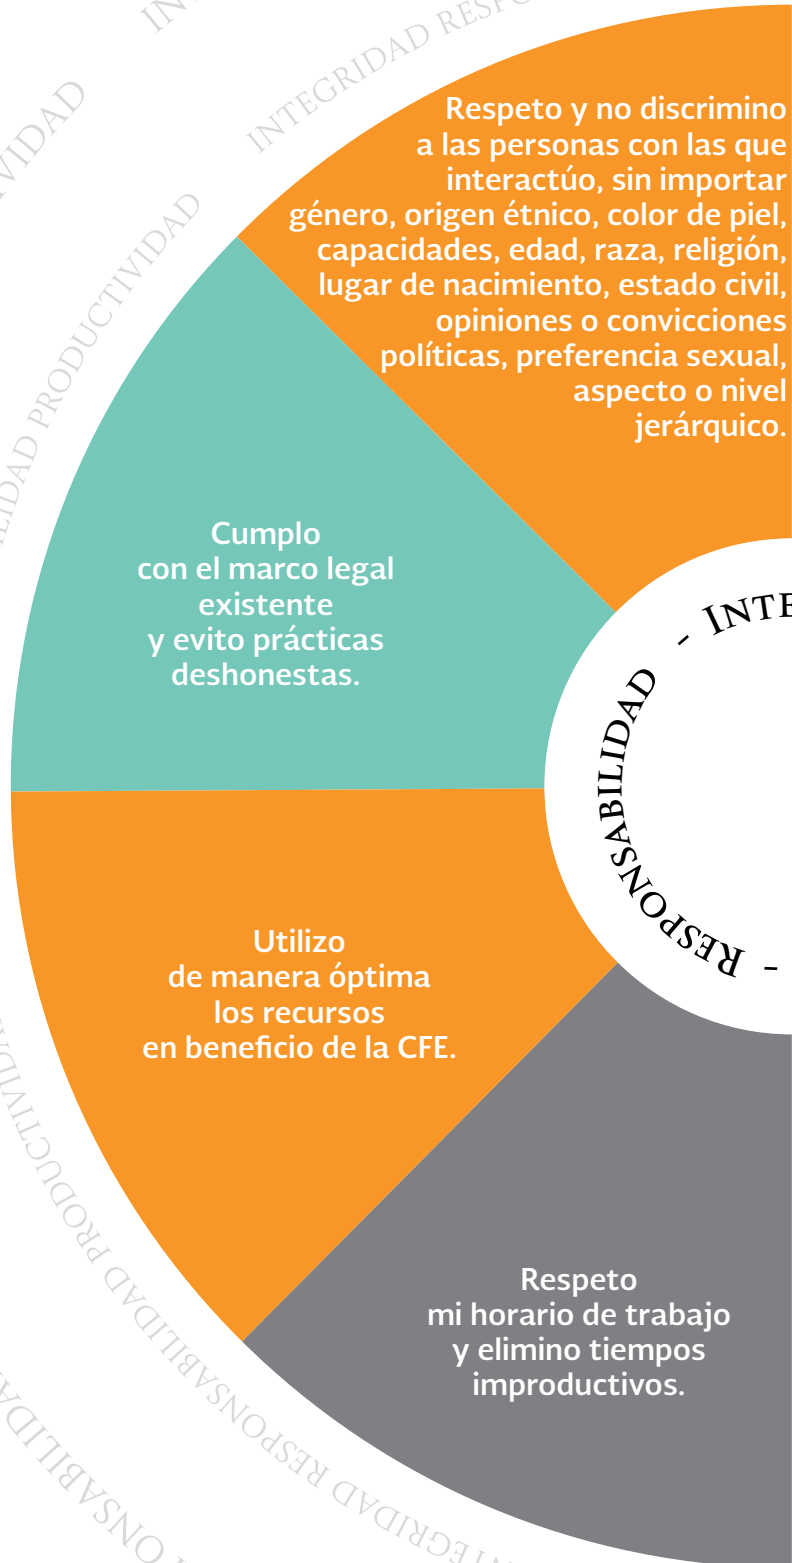 INTEGRIDAD
PRODUCTIVIDAD
Respeto y no discrimino
a las personas con las que
interactúo, sin importar
género, origen étnico, color de piel,
capacidades, edad, raza, religión,
lugar de nacimiento, estado civil,
opiniones o convicciones
políticas, preferencia sexual,
aspecto o nivel
jerárquico.
Cumplo
con el marco legal
existente
y evito prácticas
deshonestas.
- INTE
RESPONSABILIDAD
-
Utilizo
de manera óptima
los recursos
en beneficio de la CFE.
Respeto
mi horario de trabajo
y elimino tiempos
improductivos.
INTEGRIDAD RESPONSABILIDAD PRODUCTIVIDAD